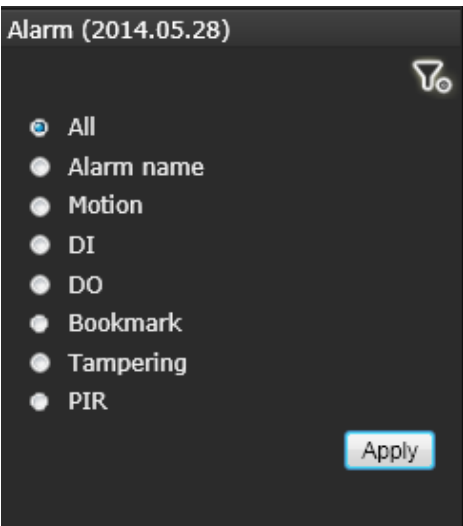 Alarm (2014.05.28)
All
Alarm name
Motion
DI
DO
Bookmark
Tampering
PIR
Apply